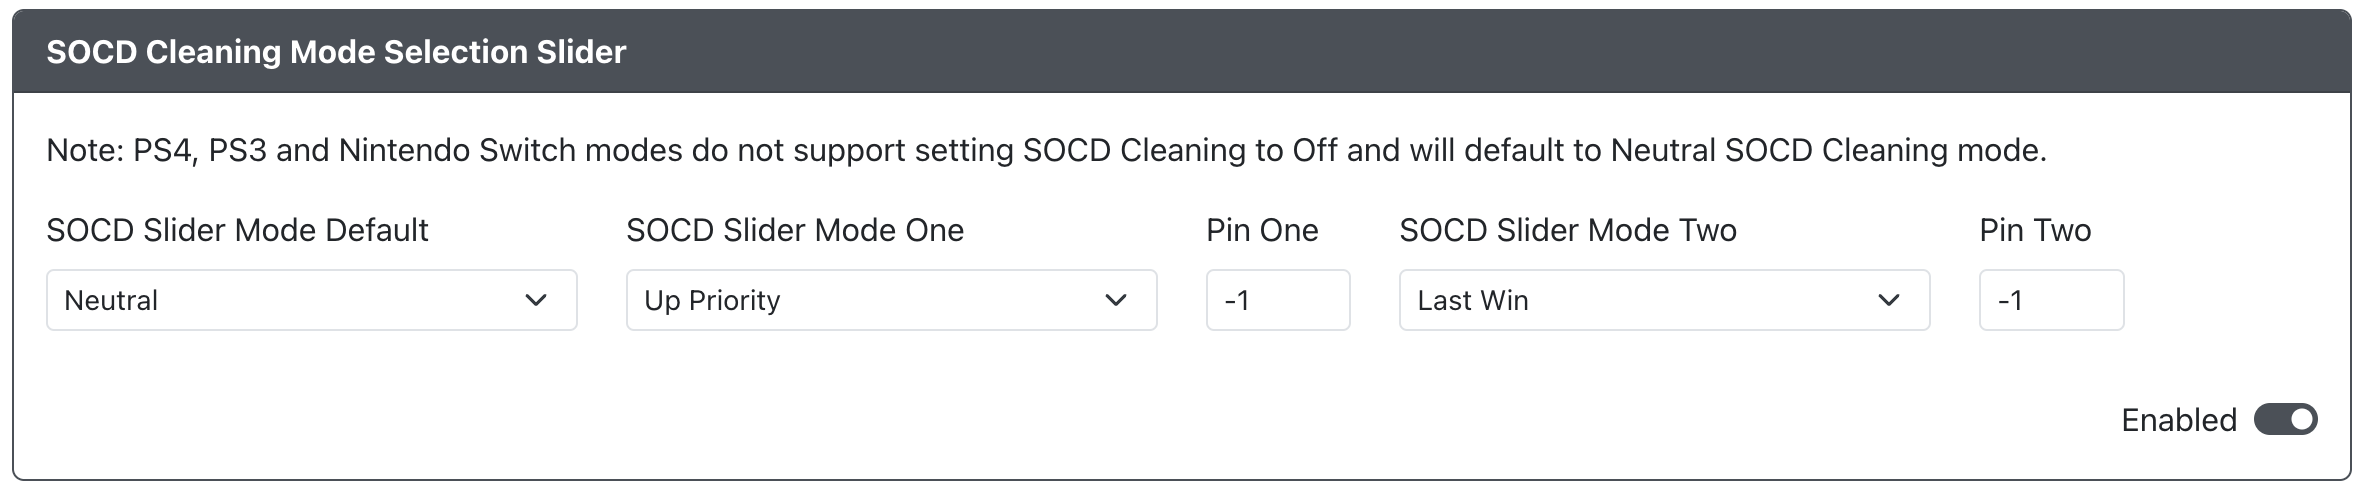 SOCD Cleaning Mode Selection Slider
Note: PS4, PS3 and Nintendo Switch modes do not support setting SOCD Cleaning to Off and will default to Neutral SOCD Cleaning mode.
SOCD Slider Mode Default SOCD Slider Mode One Pin One SOCD Slider Mode Two Pin Two
Neutral Up Priority -1 Last Win -1
Enabled